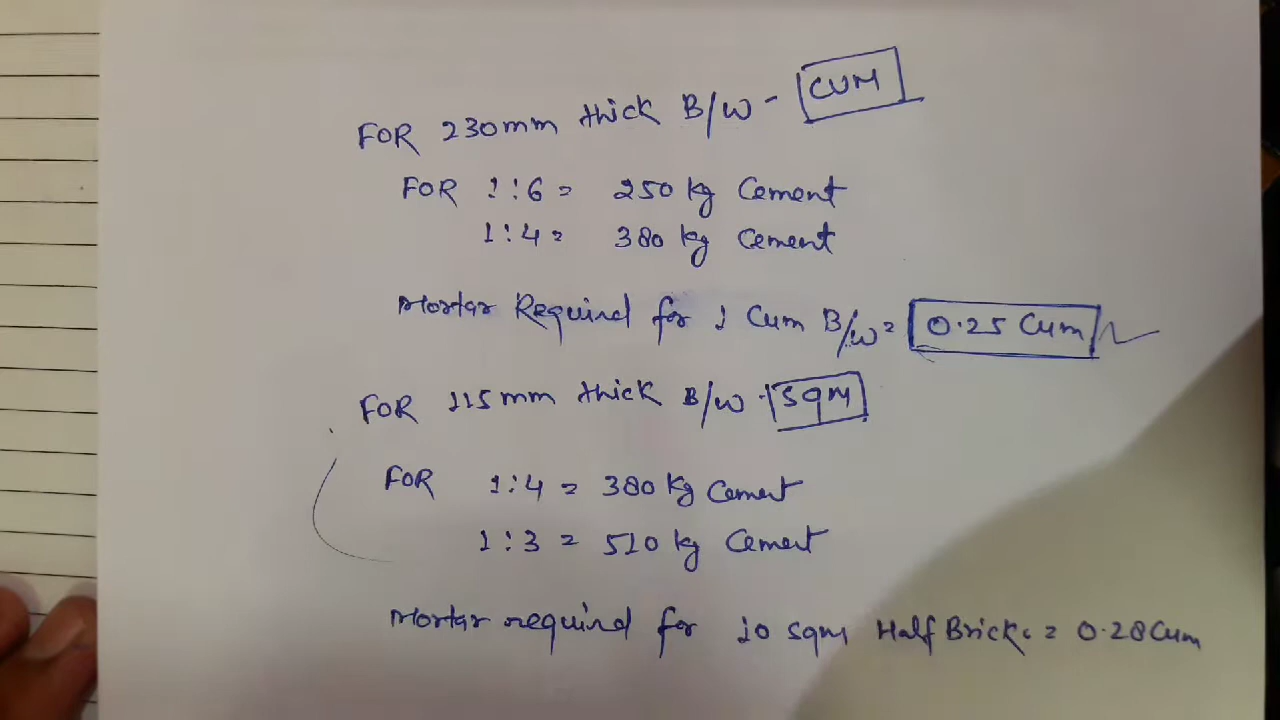 FOR 230mm thick B/W - CUM
FOR 1:6 = 250 kg Cement
1:4 = 380 kg Cement
Mortar Required for 1 Cum B/W = 0.25 Cum
FOR 115mm thick B/W - Sqm
FOR 1:4 = 380 Kg Cement
1:3 = 510 kg Cement
Mortar required for 10 sqm Half Brick = 0.28 Cum